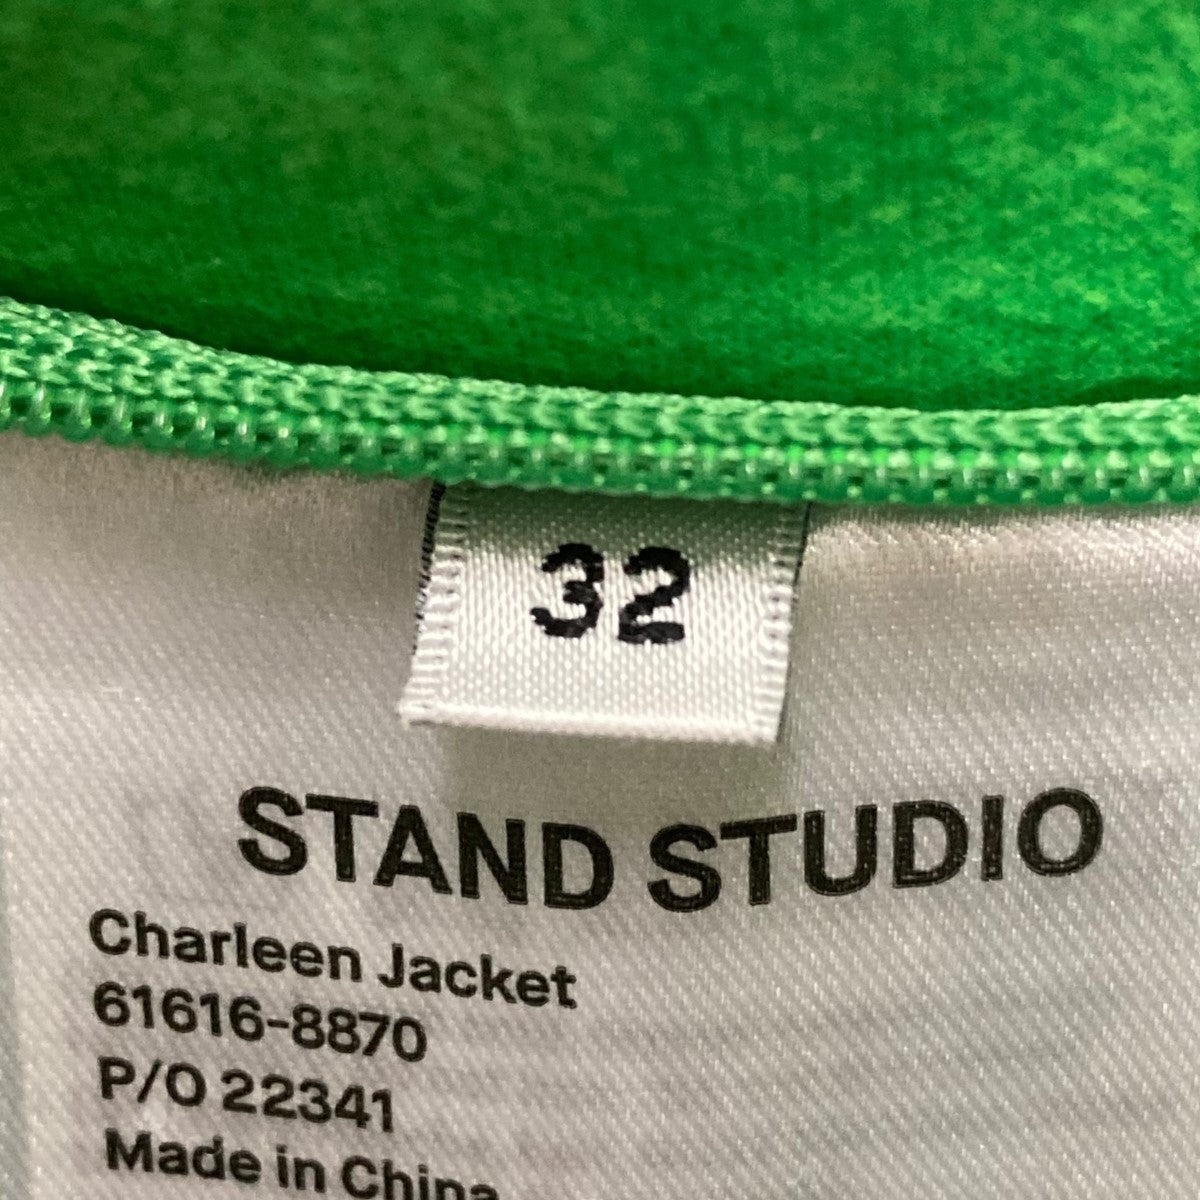 32
STAND STUDIO
Charleen Jacket
61616-8870
P/O 22341
Made in China